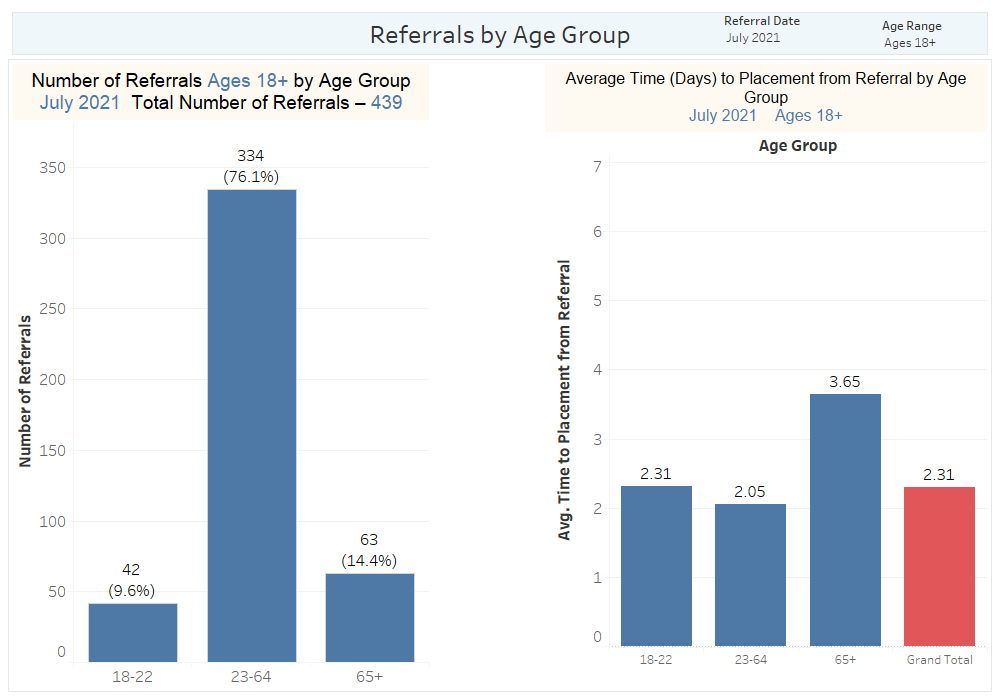 Referrals by Age Group
Referral Date
July 2021
Age Range
Ages 18+
Number of Referrals Ages 18+ by Age Group
July 2021 Total Number of Referrals – 439
Number of Referrals
350
300
250
200
150
100
50
0
334
(76.1%)
42
(9.6%)
63
(14.4%)
18-22
23-64
65+
Average Time (Days) to Placement from Referral by Age
Group
July 2021 Ages 18+
Age Group
Avg. Time to Placement from Referral
7
6
5
4
3
2
1
0
2.31
2.05
3.65
2.31
18-22
23-64
65+
Grand Total